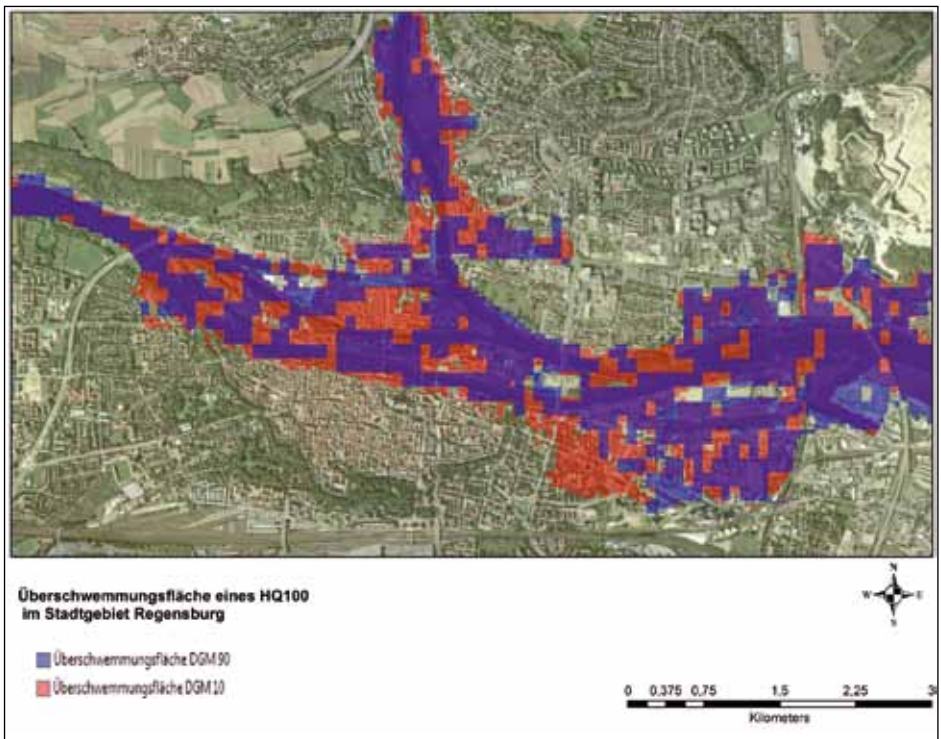 Überschwemmungsfläche eines HQ100
im Stadtgebiet Regensburg
Überschwemmungsfläche DGM 90
Überschwemmungsfläche DGM 10
N
W E
S
0 0.375 0,75 1,5 2,25
Kilometers